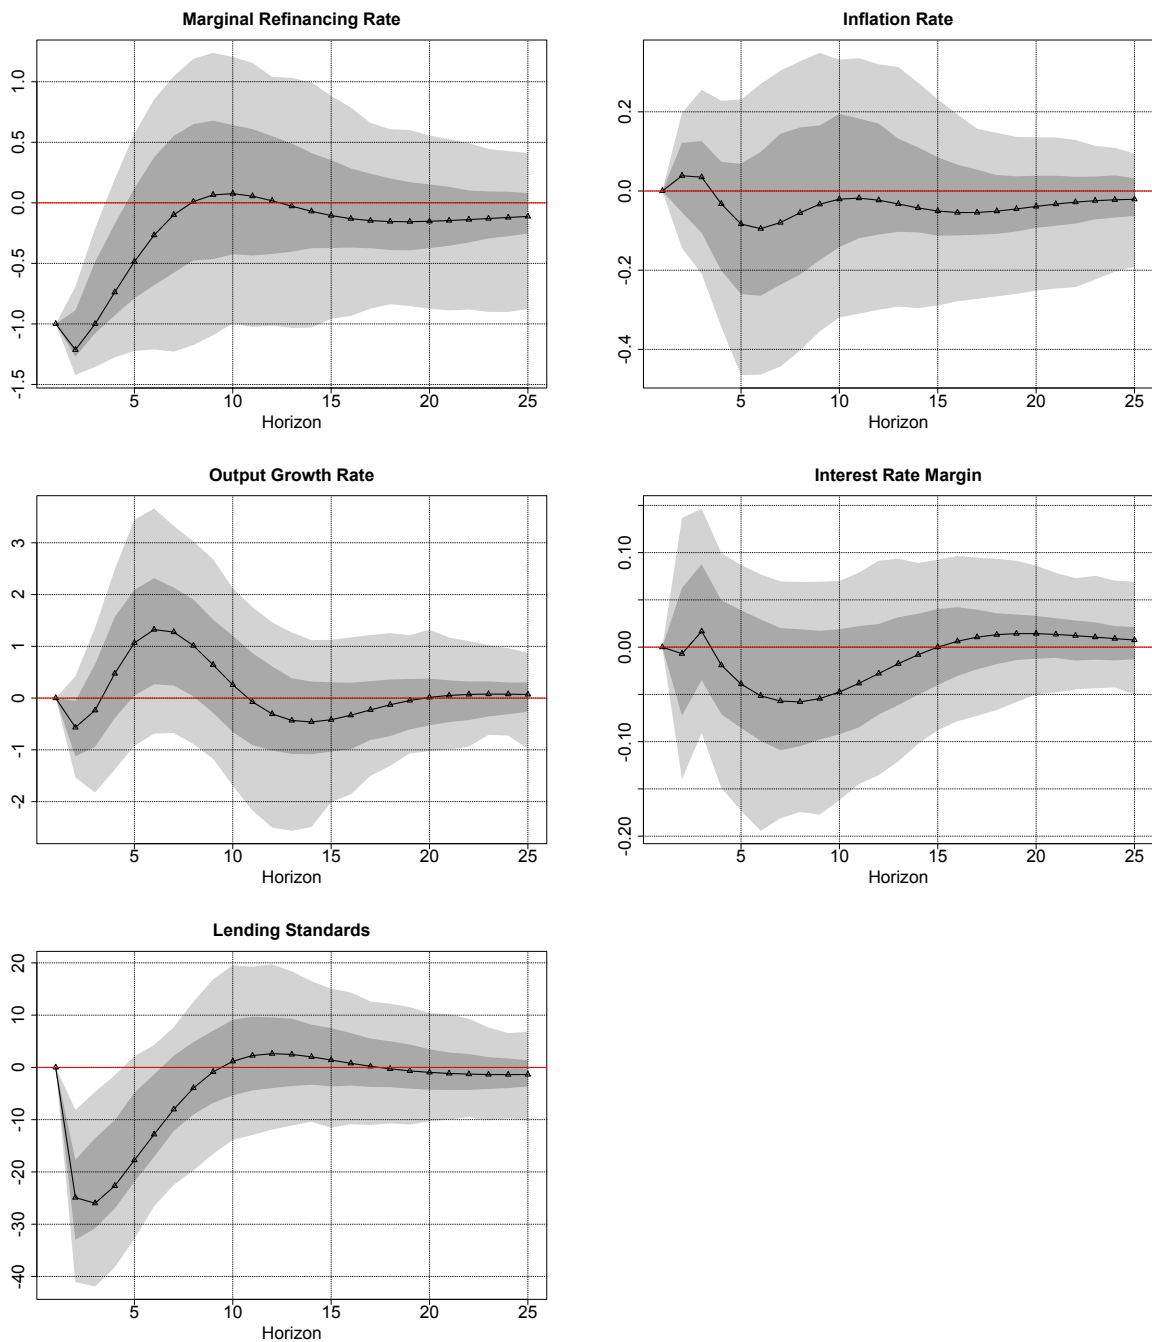 Marginal Refinancing Rate
1.0
0.5
0.0
-0.5
-1.0
-1.5
5 10 15 20 25
Horizon
Inflation Rate
0.2
0.0
-0.2
-0.4
5 10 15 20 25
Horizon
Output Growth Rate
3
2
1
0
-1
-2
5 10 15 20 25
Horizon
Interest Rate Margin
0.10
0.00
-0.10
-0.20
5 10 15 20 25
Horizon
Lending Standards
20
10
0
-10
-20
-30
-40
5 10 15 20 25
Horizon